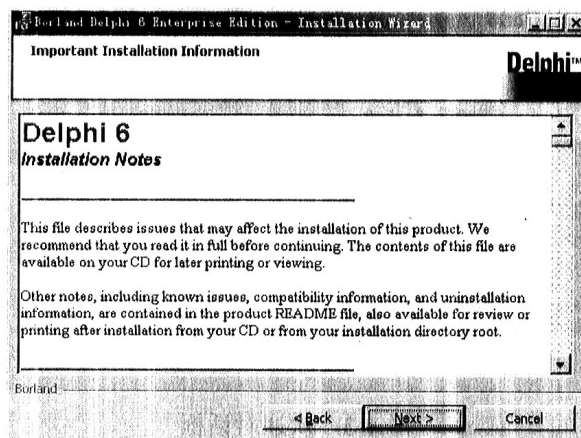 Borland Delphi 6 Enterprise Edition - Installation Wizard
Important Installation Information
Delphi™
Delphi 6
Installation Notes
This file describes issues that may affect the installation of this product. We
recommend that you read it in full before continuing. The contents of this file are
available on your CD for later printing or viewing.
Other notes, including known issues, compatibility information, and uninstallation
information, are contained in the product README file, also available for review or
printing after installation from your CD or from your installation directory root.
Borland
< Back
Next >
Cancel